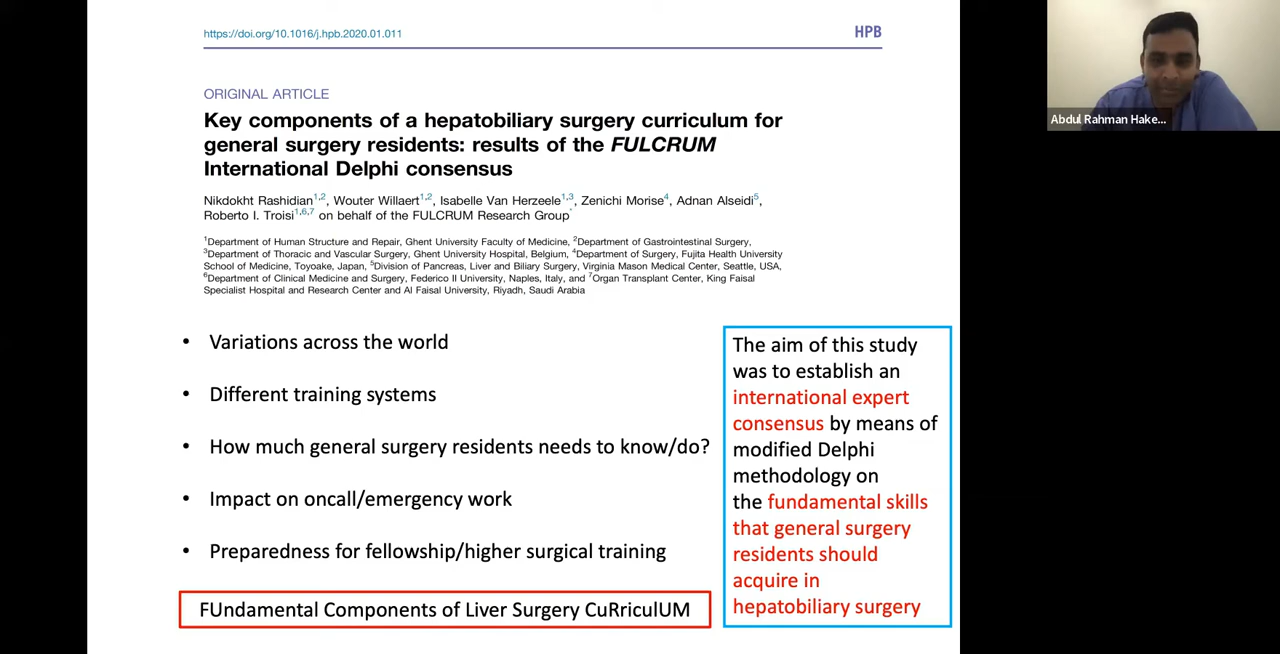 https://doi.org/10.1016/j.hpb.2020.01.011
HPB
ORIGINAL ARTICLE
Key components of a hepatobiliary surgery curriculum for
general surgery residents: results of the FULCRUM
International Delphi consensus
Nikdokht Rashidian1,2, Wouter Willaert1,2, Isabelle Van Herzeele1,3, Zenichi Morise4, Adnan Alseidi5,
Roberto I. Troisi1,6,7 on behalf of the FULCRUM Research Group*
1Department of Human Structure and Repair, Ghent University Faculty of Medicine, 2Department of Gastrointestinal Surgery,
3Department of Thoracic and Vascular Surgery, Ghent University Hospital, Belgium, 4Department of Surgery, Fujita Health University
School of Medicine, Toyoake, Japan, 5Division of Pancreas, Liver and Biliary Surgery, Virginia Mason Medical Center, Seattle, USA,
6Department of Clinical Medicine and Surgery, Federico II University, Naples, Italy, and 7Organ Transplant Center, King Faisal
Specialist Hospital and Research Center and Al Faisal University, Riyadh, Saudi Arabia
• Variations across the world
• Different training systems
• How much general surgery residents needs to know/do?
• Impact on oncall/emergency work
• Preparedness for fellowship/higher surgical training
FUndamental Components of Liver Surgery CuRriculUM
The aim of this study
was to establish an
international expert
consensus by means of
modified Delphi
methodology on
the fundamental skills
that general surgery
residents should
acquire in
hepatobiliary surgery
Abdul Rahman Hake...